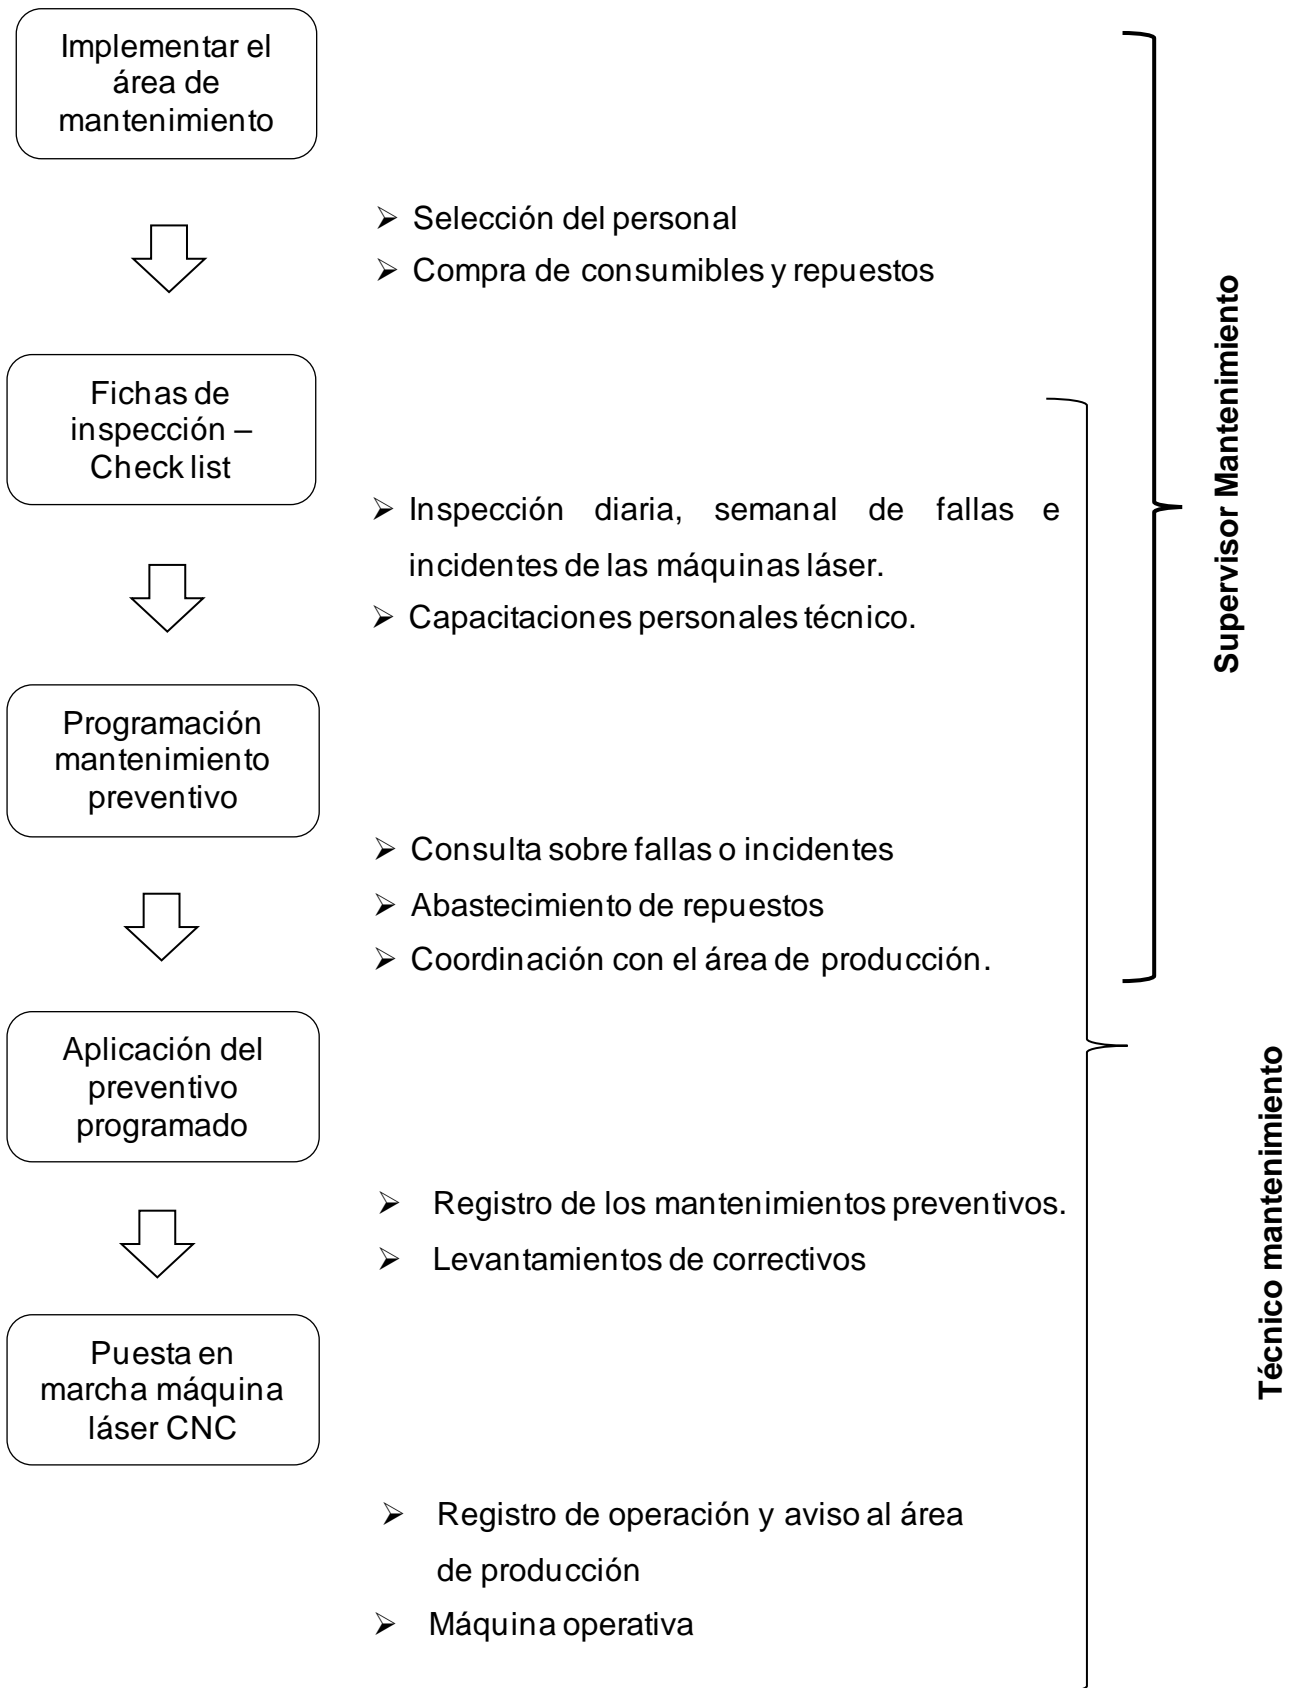 Implementar el
área de
mantenimiento
➢ Selección del personal
➢ Compra de consumibles y repuestos
Fichas de
inspección –
Check list
➢ Inspección diaria, semanal de fallas e
incidentes de las máquinas láser.
➢ Capacitaciones personales técnico.
Programación
mantenimiento
preventivo
➢ Consulta sobre fallas o incidentes
➢ Abastecimiento de repuestos
➢ Coordinación con el área de producción.
Aplicación del
preventivo
programado
➢ Registro de los mantenimientos preventivos.
➢ Levantamientos de correctivos
Puesta en
marcha máquina
láser CNC
➢ Registro de operación y aviso al área
de producción
➢ Máquina operativa
Supervisor Mantenimiento
Técnico mantenimiento